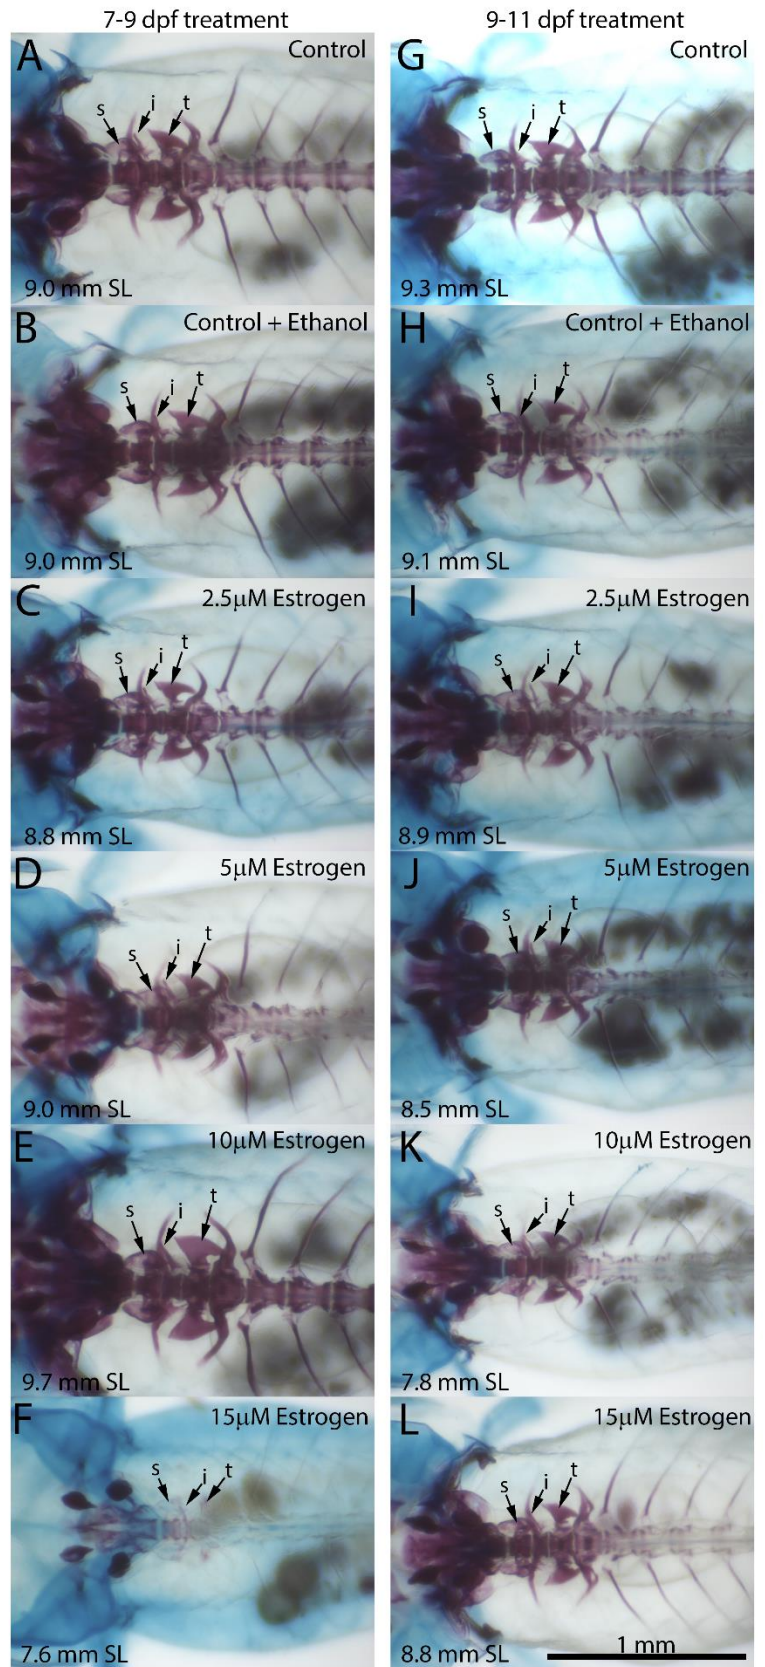 7-9 dpf treatment
A
Control
s
i
t
9.0 mm SL
B
Control + Ethanol
s
i
t
9.0 mm SL
C
2.5μM Estrogen
s
i
t
8.8 mm SL
D
5μM Estrogen
s
i
t
9.0 mm SL
E
10μM Estrogen
s
i
t
9.7 mm SL
F
15μM Estrogen
s
i
t
7.6 mm SL
9-11 dpf treatment
G
Control
s
i
t
9.3 mm SL
H
Control + Ethanol
s
i
t
9.1 mm SL
I
2.5μM Estrogen
s
i
t
8.9 mm SL
J
5μM Estrogen
s
i
t
8.5 mm SL
K
10μM Estrogen
s
i
t
7.8 mm SL
L
15μM Estrogen
s
i
t
8.8 mm SL
1 mm